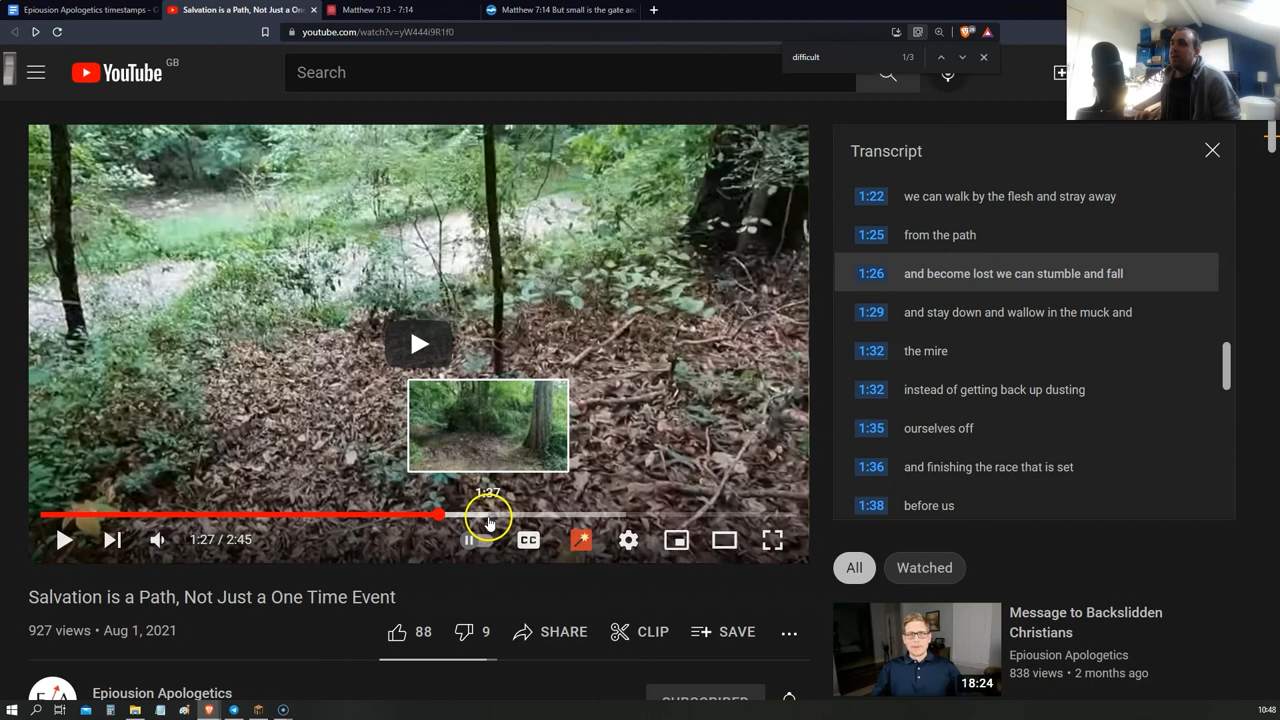 Epiousion Apologetics timestamps - G
Salvation is a Path, Not Just a On
Matthew 7:13 - 7:14
Matthew 7:14 But small is the gate an
youtube.com/watch?v=yW444i9R1f0
difficult
1/3
YouTube
GB
Search
Transcript
1:22 we can walk by the flesh and stray away
1:25 from the path
1:26 and become lost we can stumble and fall
1:29 and stay down and wallow in the muck and
1:32 the mire
1:32 instead of getting back up dusting
1:35 ourselves off
1:36 and finishing the race that is set
1:38 before us
1:37
1:27 / 2:45
CC
Salvation is a Path, Not Just a One Time Event
927 views • Aug 1, 2021
88
9
SHARE
CLIP
SAVE
All
Watched
Message to Backslidden
Christians
Epiousion Apologetics
838 views • 2 months ago
18:24
Epiousion Apologetics
SUBSCRIBED
10:48